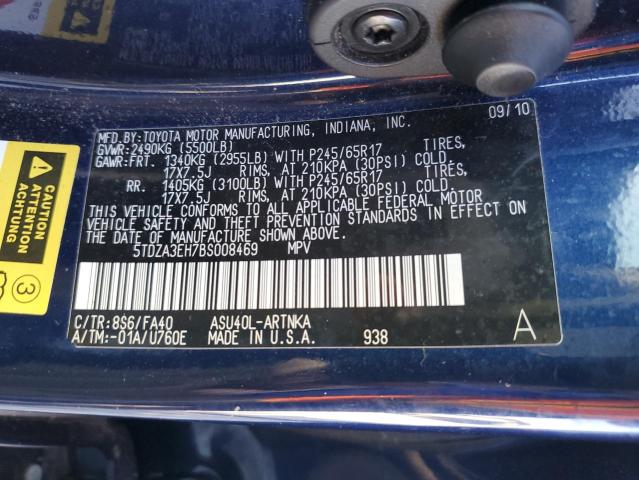 MFD.BY: TOYOTA MOTOR MANUFACTURING, INDIANA, INC. 09/10
GVWR: 2490KG (5500LB)
GAWR: FRT. 1340KG (2955LB) WITH P245/65R17 TIRES,
17X7.5J RIMS, AT 210KPA (30PSI) COLD.
RR. 1405KG (3100LB) WITH P245/65R17 TIRES,
17X7.5J RIMS, AT 210KPA (30PSI) COLD.
THIS VEHICLE CONFORMS TO ALL APPLICABLE FEDERAL MOTOR
VEHICLE SAFETY AND THEFT PREVENTION STANDARDS IN EFFECT ON
THE DATE OF MANUFACTURE SHOWN ABOVE.
5TDZA3EH7BS008469 MPV
C/TR: 8S6/FA40 ASU40L-ARTNKA A
A/TM: -01A/U760E MADE IN U.S.A. 938
3